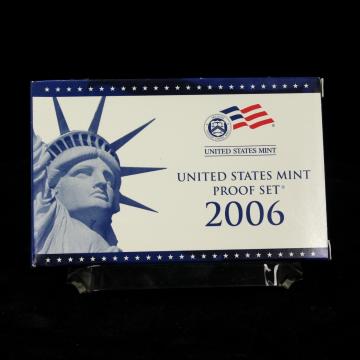 UNITED STATES MINT
UNITED STATES MINT
PROOF SET®
2006